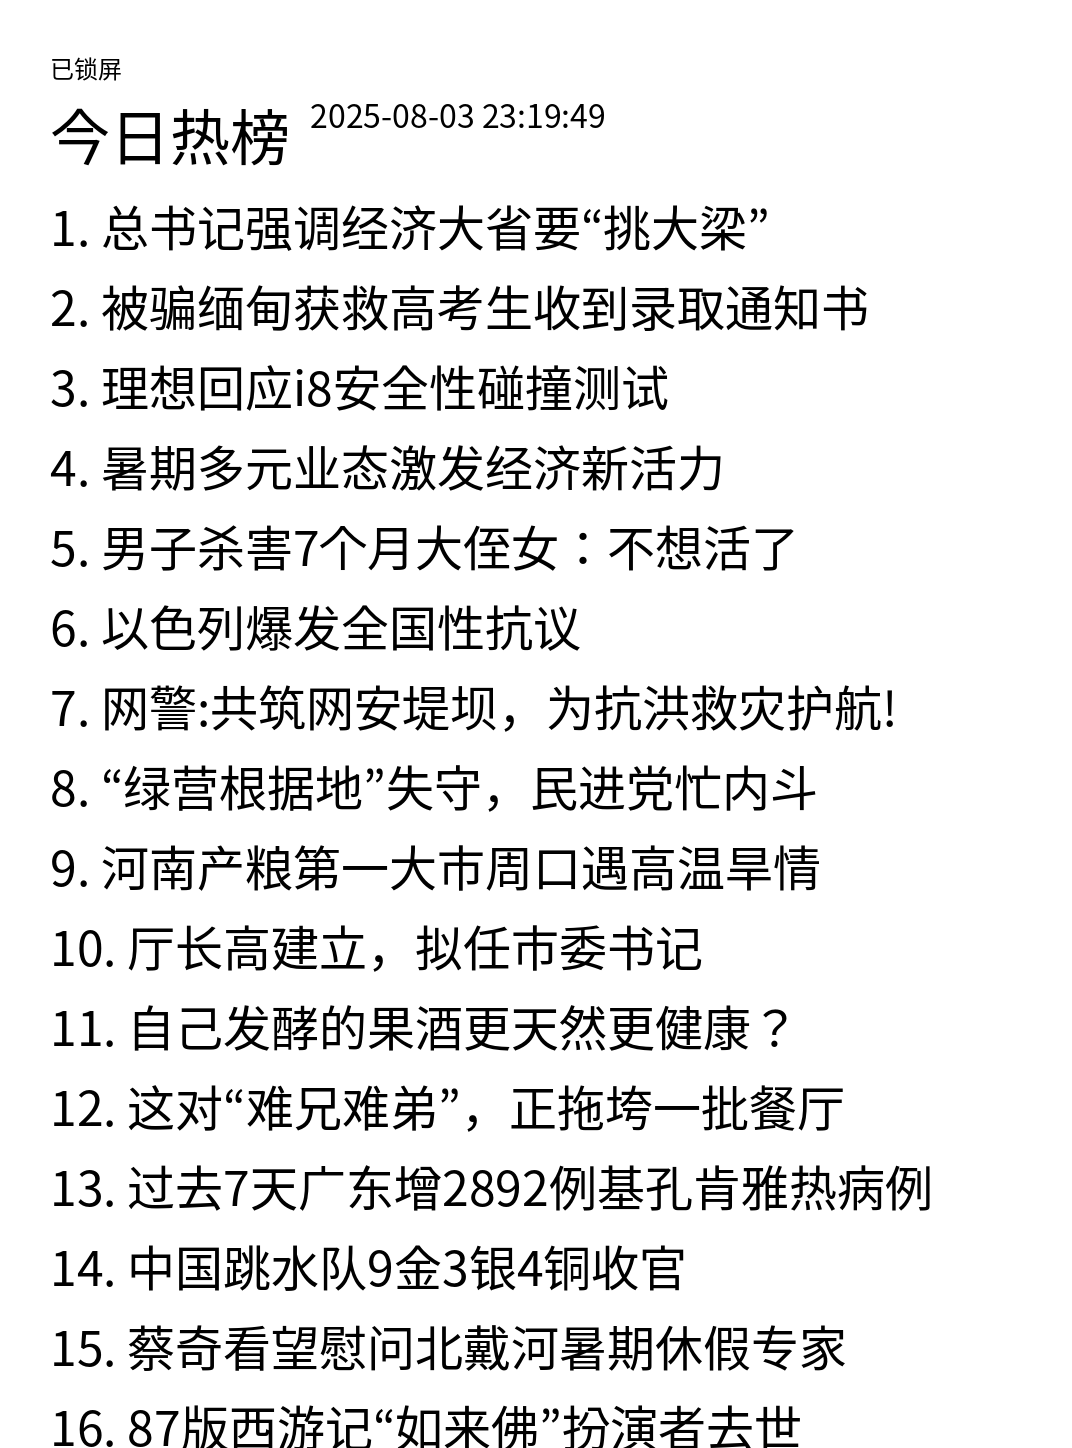 已锁屏
今日热榜 2025-08-03 23:19:49
1. 总书记强调经济大省要“挑大梁”
2. 被骗缅甸获救高考生收到录取通知书
3. 理想回应i8安全性碰撞测试
4. 暑期多元业态激发经济新活力
5. 男子杀害7个月大侄女：不想活了
6. 以色列爆发全国性抗议
7. 网警:共筑网安堤坝，为抗洪救灾护航!
8. “绿营根据地”失守，民进党忙内斗
9. 河南产粮第一大市周口遇高温旱情
10. 厅长高建立，拟任市委书记
11. 自己发酵的果酒更天然更健康？
12. 这对“难兄难弟”，正拖垮一批餐厅
13. 过去7天广东增2892例基孔肯雅热病例
14. 中国跳水队9金3银4铜收官
15. 蔡奇看望慰问北戴河暑期休假专家
16. 87版西游记“如来佛”扮演者去世